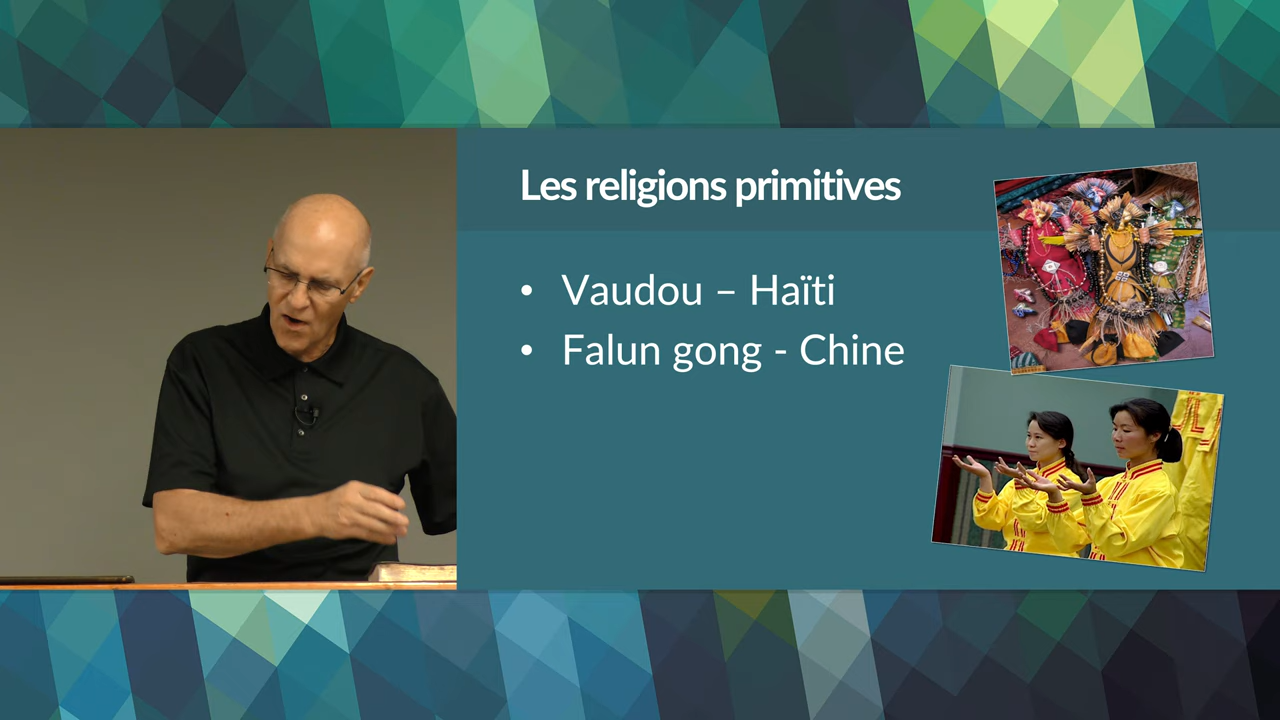 Les religions primitives
• Vaudou – Haïti
• Falun gong - Chine